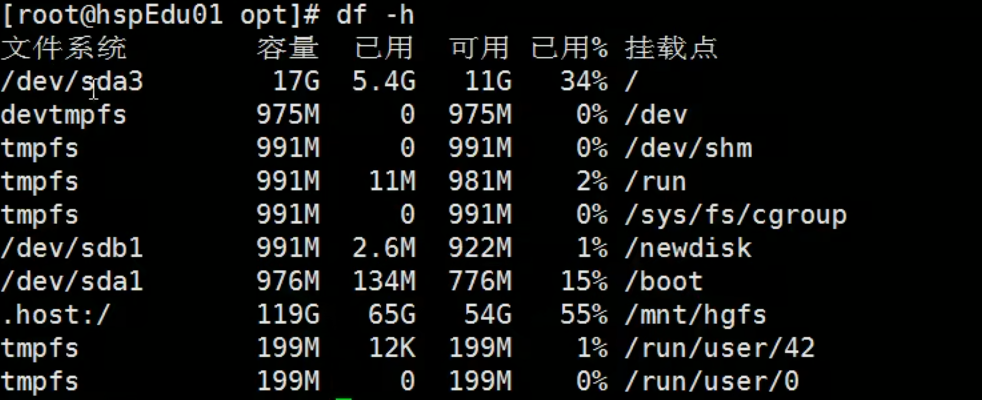 [root@hspEdu01 opt]# df -h
文件系统 容量 已用 可用 已用% 挂载点
/dev/sda3 17G 5.4G 11G 34% /
devtmpfs 975M 0 975M 0% /dev
tmpfs 991M 0 991M 0% /dev/shm
tmpfs 991M 11M 981M 2% /run
tmpfs 991M 0 991M 0% /sys/fs/cgroup
/dev/sdb1 991M 2.6M 922M 1% /newdisk
/dev/sda1 976M 134M 776M 15% /boot
.host:/ 119G 65G 54G 55% /mnt/hgfs
tmpfs 199M 12K 199M 1% /run/user/42
tmpfs 199M 0 199M 0% /run/user/0